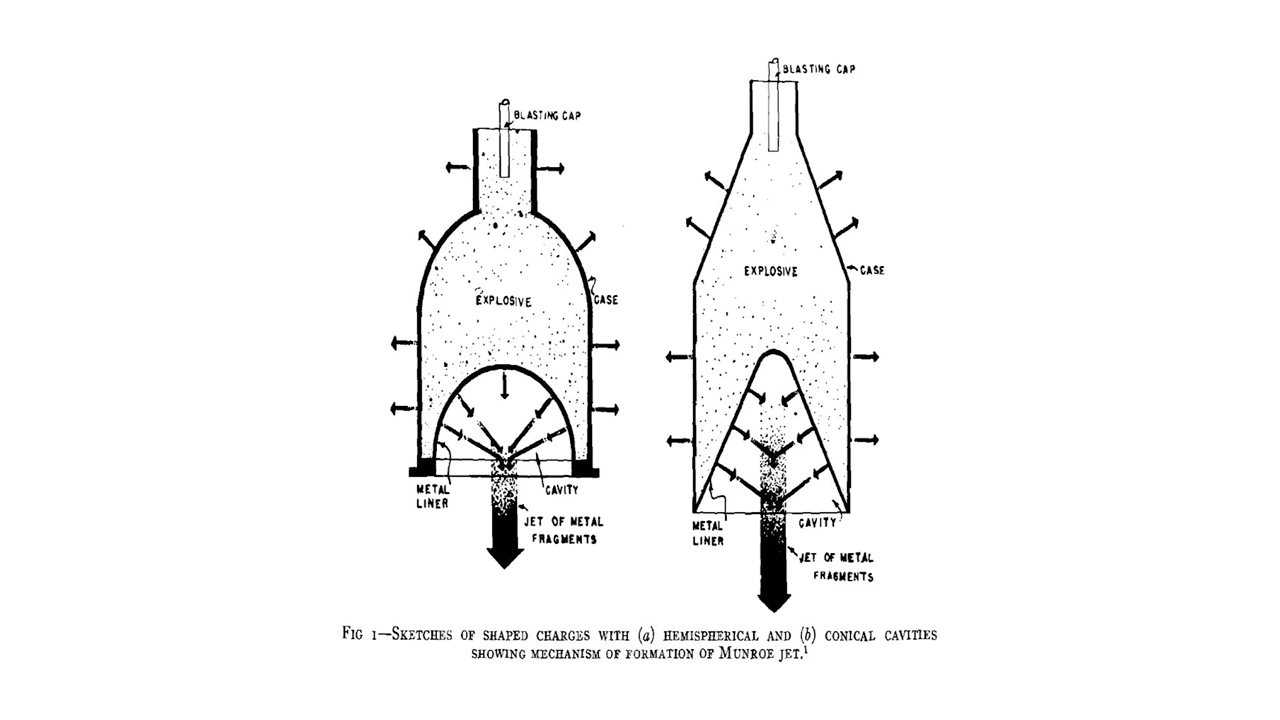 BLASTING CAP
EXPLOSIVE
CASE
METAL
LINER
CAVITY
JET OF METAL
FRAGMENTS
BLASTING CAP
EXPLOSIVE
CASE
METAL
LINER
CAVITY
JET OF METAL
FRAGMENTS
FIG 1—SKETCHES OF SHAPED CHARGES WITH (a) HEMISPHERICAL AND (b) CONICAL CAVITIES
SHOWING MECHANISM OF FORMATION OF MUNROE JET.¹